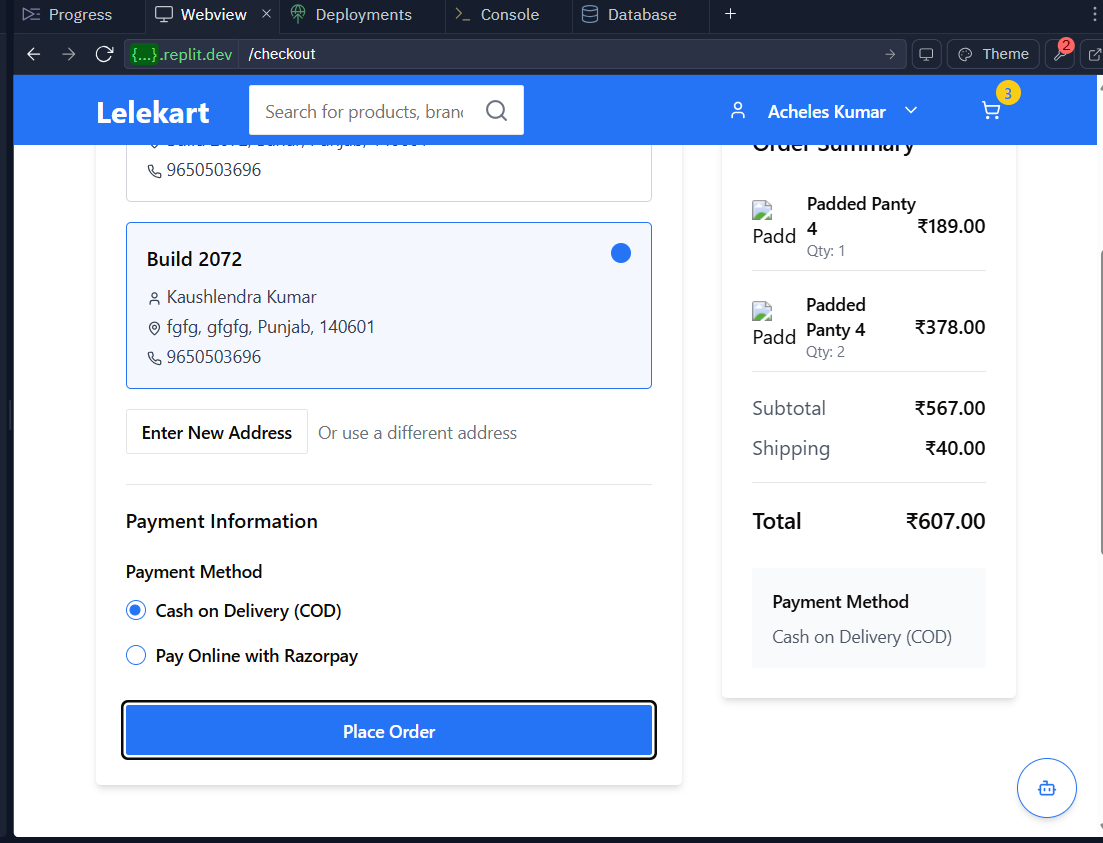 Progress
Webview
Deployments
Console
Database
{...}.replit.dev /checkout
Theme
2
Lelekart
Search for products, branc
Acheles Kumar
3
9650503696
Build 2072
Kaushlendra Kumar
fgfg, gfgfg, Punjab, 140601
9650503696
Enter New Address
Or use a different address
Payment Information
Payment Method
Cash on Delivery (COD)
Pay Online with Razorpay
Place Order
Order Summary
Padd
Padded Panty
4
Qty: 1
₹189.00
Padd
Padded
Panty 4
Qty: 2
₹378.00
Subtotal ₹567.00
Shipping ₹40.00
Total ₹607.00
Payment Method
Cash on Delivery (COD)